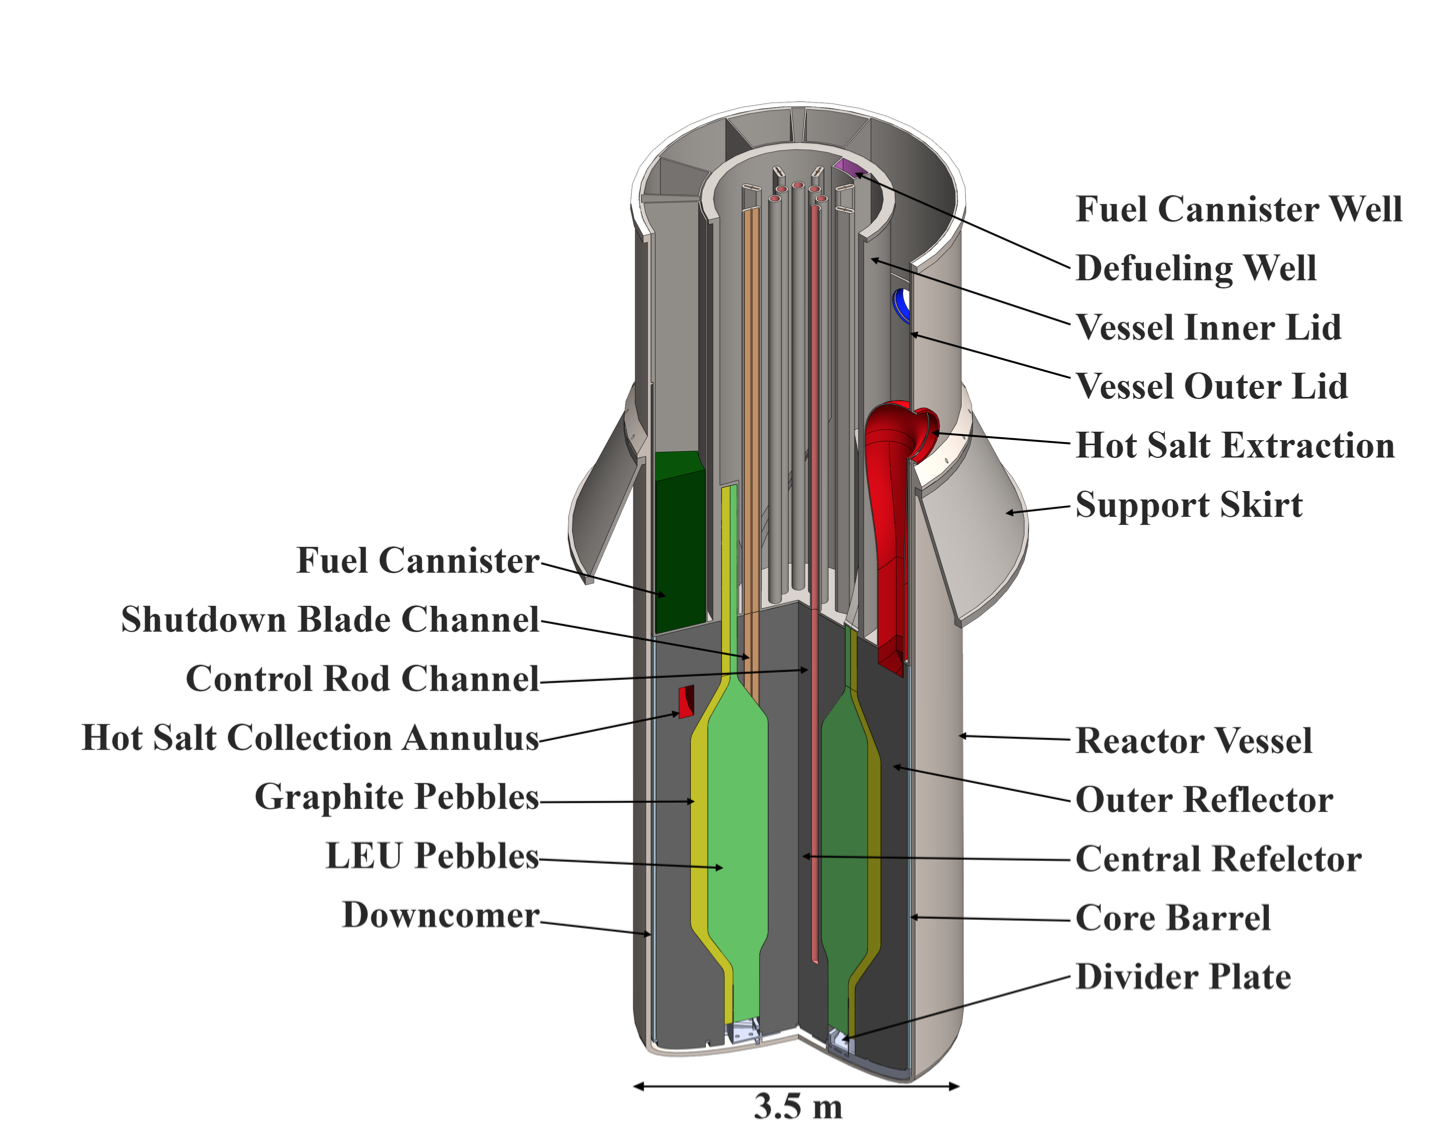 Fuel Cannister Well
Defueling Well
Vessel Inner Lid
Vessel Outer Lid
Hot Salt Extraction
Support Skirt
Fuel Cannister
Shutdown Blade Channel
Control Rod Channel
Hot Salt Collection Annulus
Graphite Pebbles
LEU Pebbles
Downcomer
Reactor Vessel
Outer Reflector
Central Refelctor
Core Barrel
Divider Plate
3.5 m